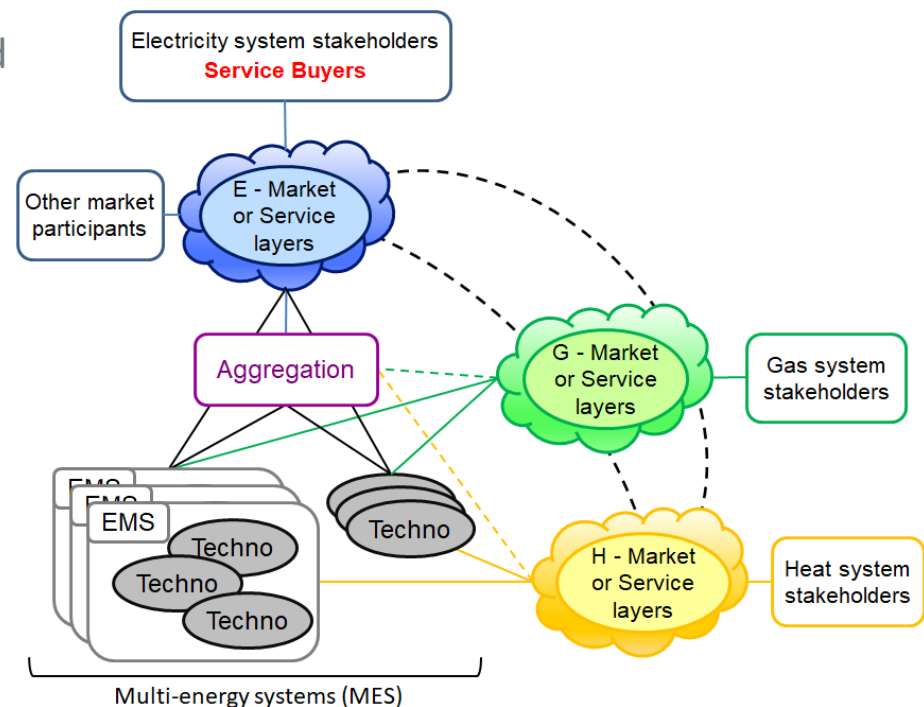 d
Electricity system stakeholders
Service Buyers
E - Market
or Service
layers
Other market
participants
Aggregation
G - Market
or Service
layers
Gas system
stakeholders
EMS
EMS
EMS
Techno
Techno
Techno
Techno
H - Market
or Service
layers
Heat system
stakeholders
Multi-energy systems (MES)